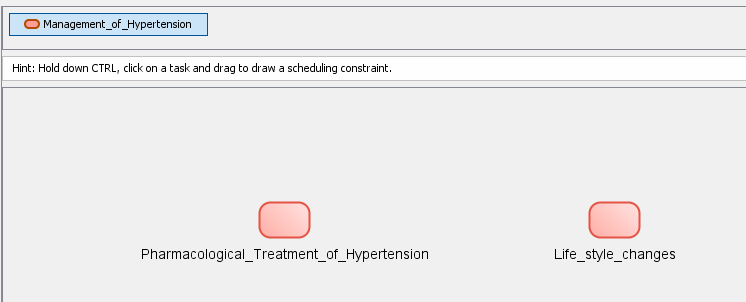 Management_of_Hypertension
Hint: Hold down CTRL, click on a task and drag to draw a scheduling constraint.
Pharmacological_Treatment_of_Hypertension
Life_style_changes